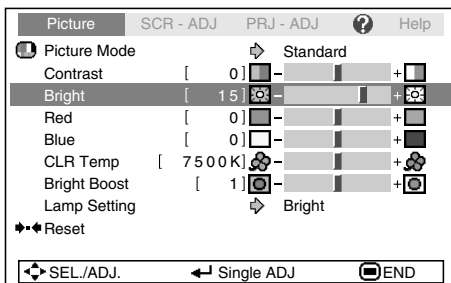 Picture SCR - ADJ PRJ - ADJ ? Help
Picture Mode Standard
Contrast [ 0] - +
Bright [ 15] - +
Red [ 0] - +
Blue [ 0] - +
CLR Temp [ 7500K] - +
Bright Boost [ 1] - +
Lamp Setting Bright
Reset
SEL./ADJ. Single ADJ END